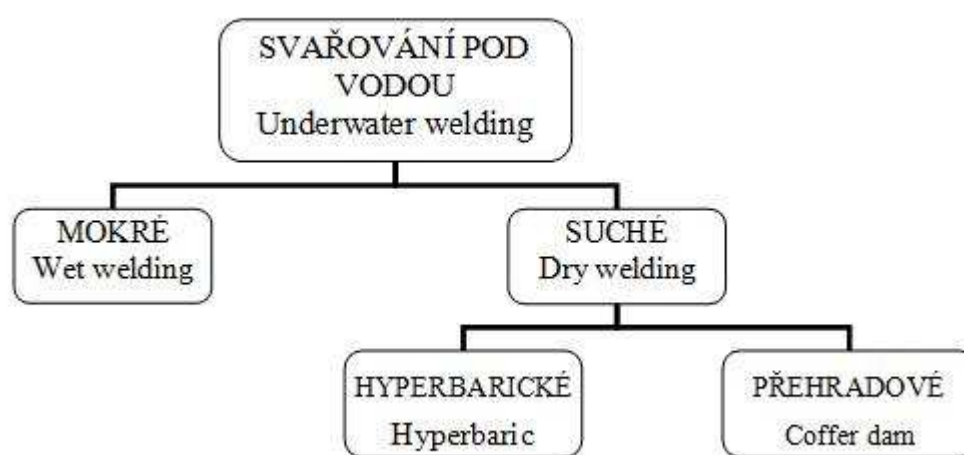 SVAŘOVÁNÍ POD
VODOU
Underwater welding
MOKRÉ
Wet welding
SUCHÉ
Dry welding
HYPERBARICKÉ
Hyperbaric
PŘEHRADOVÉ
Coffer dam